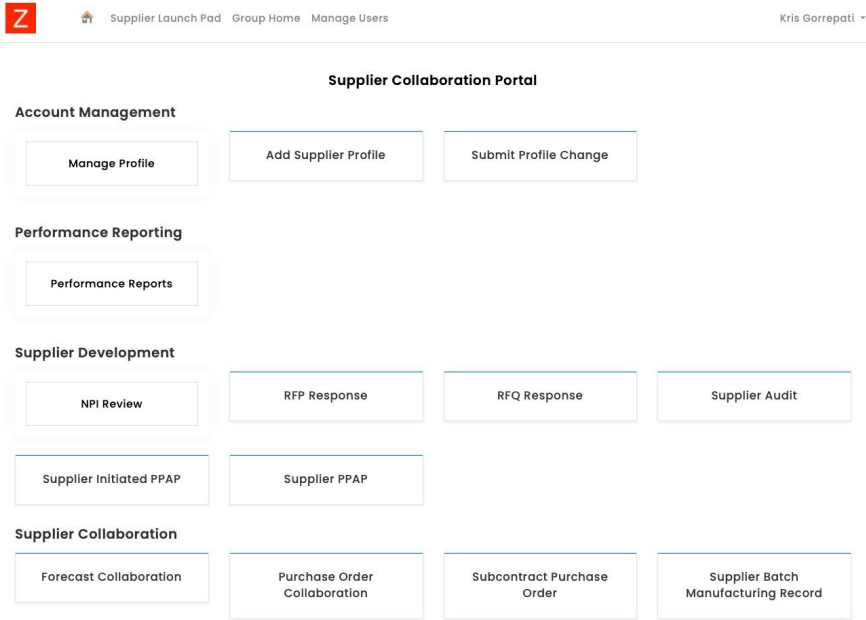 Z
Supplier Launch Pad Group Home Manage Users Kris Gorrepati
Supplier Collaboration Portal
Account Management
Manage Profile Add Supplier Profile Submit Profile Change
Performance Reporting
Performance Reports
Supplier Development
NPI Review RFP Response RFQ Response Supplier Audit
Supplier Initiated PPAP Supplier PPAP
Supplier Collaboration
Forecast Collaboration
Purchase Order
Collaboration
Subcontract Purchase
Order
Supplier Batch
Manufacturing Record